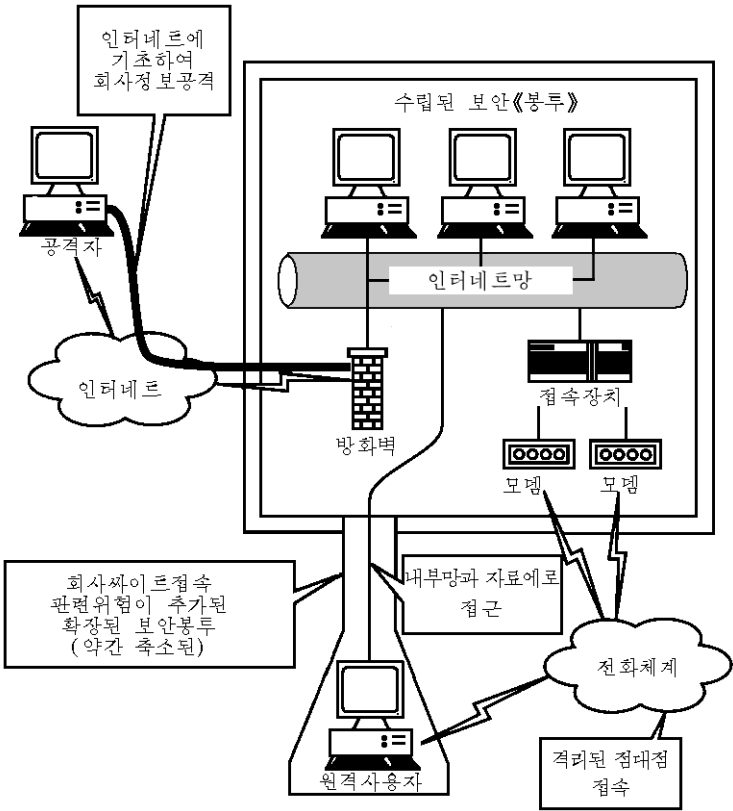 인터네트에
기초하여
회사정보공격
수립된 보안《봉투》
공격자
인터네트망
인터네트
방화벽
접속장치
모뎀
모뎀
회사싸이트접속
관련위험이 추가된
확장된 보안봉투
(약간 축소된)
내부망과 자료에로
접근
전화체계
원격사용자
격리된 점대점
접속